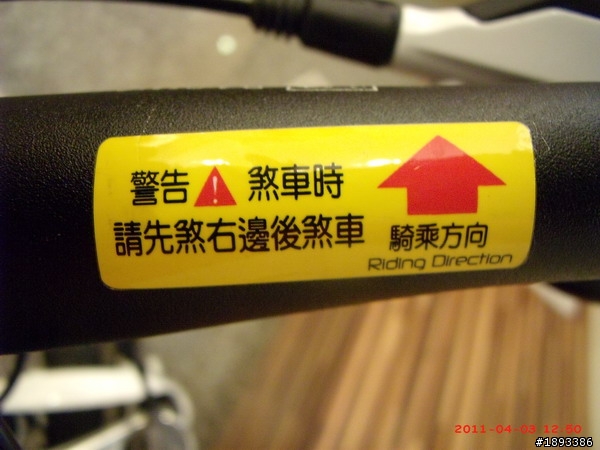 警告 ! 煞車時
請先煞右邊後煞車
騎乘方向
Riding Direction
2011-04-03 12:50
#1893386